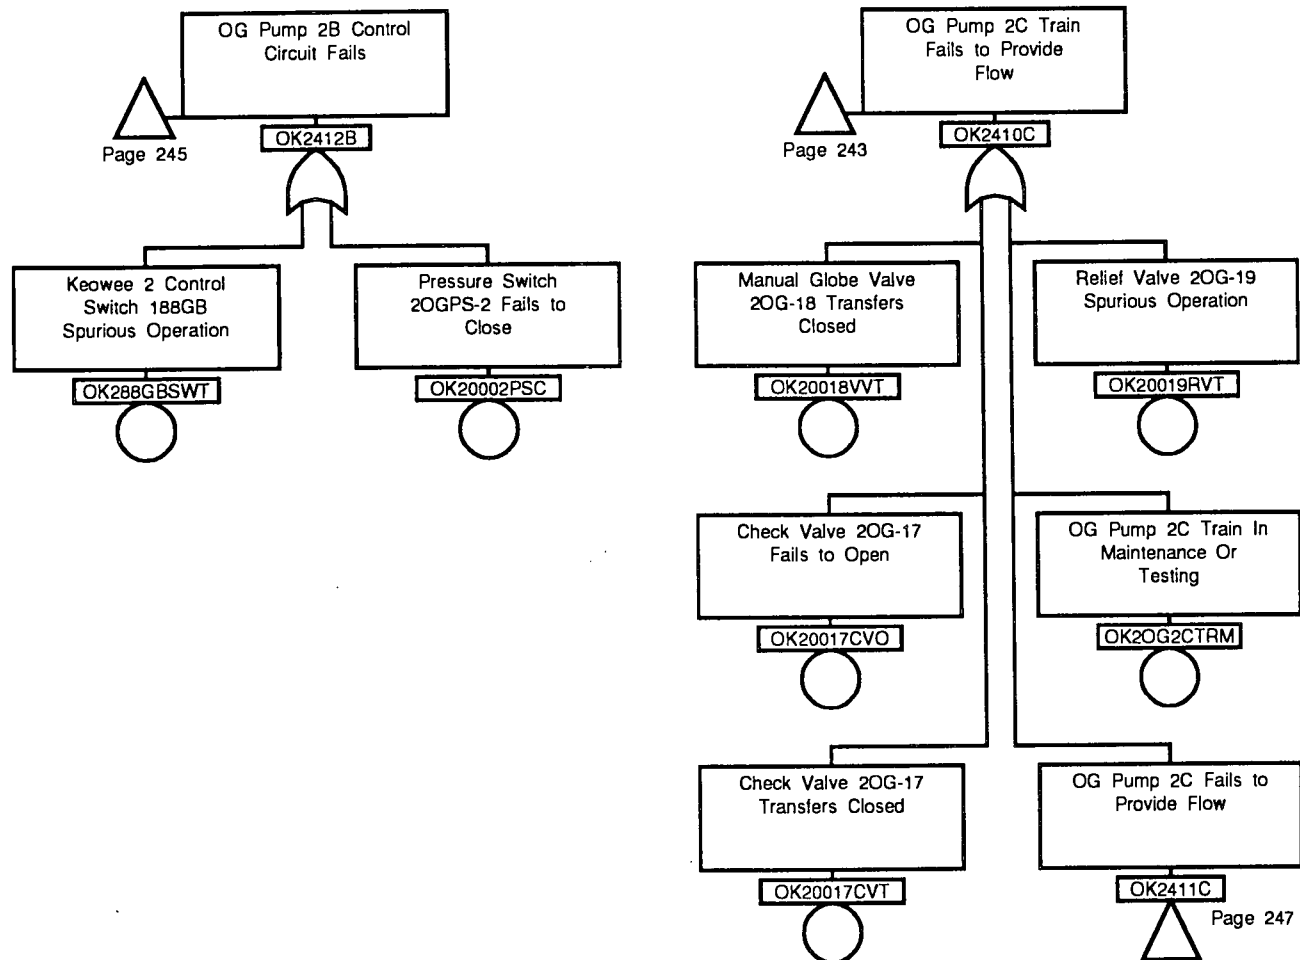 OG Pump 2B Control
Circuit Fails
Page 245
OK2412B
Keowee 2 Control
Switch 188GB
Spurious Operation
OK288GBSWT
Pressure Switch
2OGPS-2 Fails to
Close
OK20002PSC
OG Pump 2C Train
Fails to Provide
Flow
Page 243
OK2410C
Manual Globe Valve
2OG-18 Transfers
Closed
OK20018VVT
Relief Valve 2OG-19
Spurious Operation
OK20019RVT
Check Valve 2OG-17
Fails to Open
OK20017CVO
OG Pump 2C Train In
Maintenance Or
Testing
OK2OG2CTRM
Check Valve 2OG-17
Transfers Closed
OK20017CVT
OG Pump 2C Fails to
Provide Flow
OK2411C
Page 247